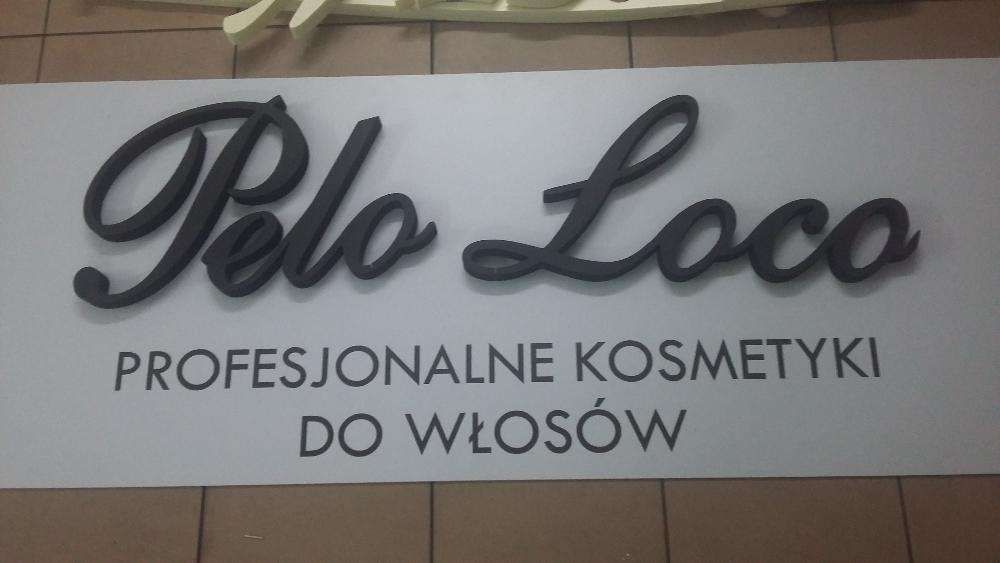 Pelo Loco
PROFESJONALNE KOSMETYKI
DO WŁOSÓW